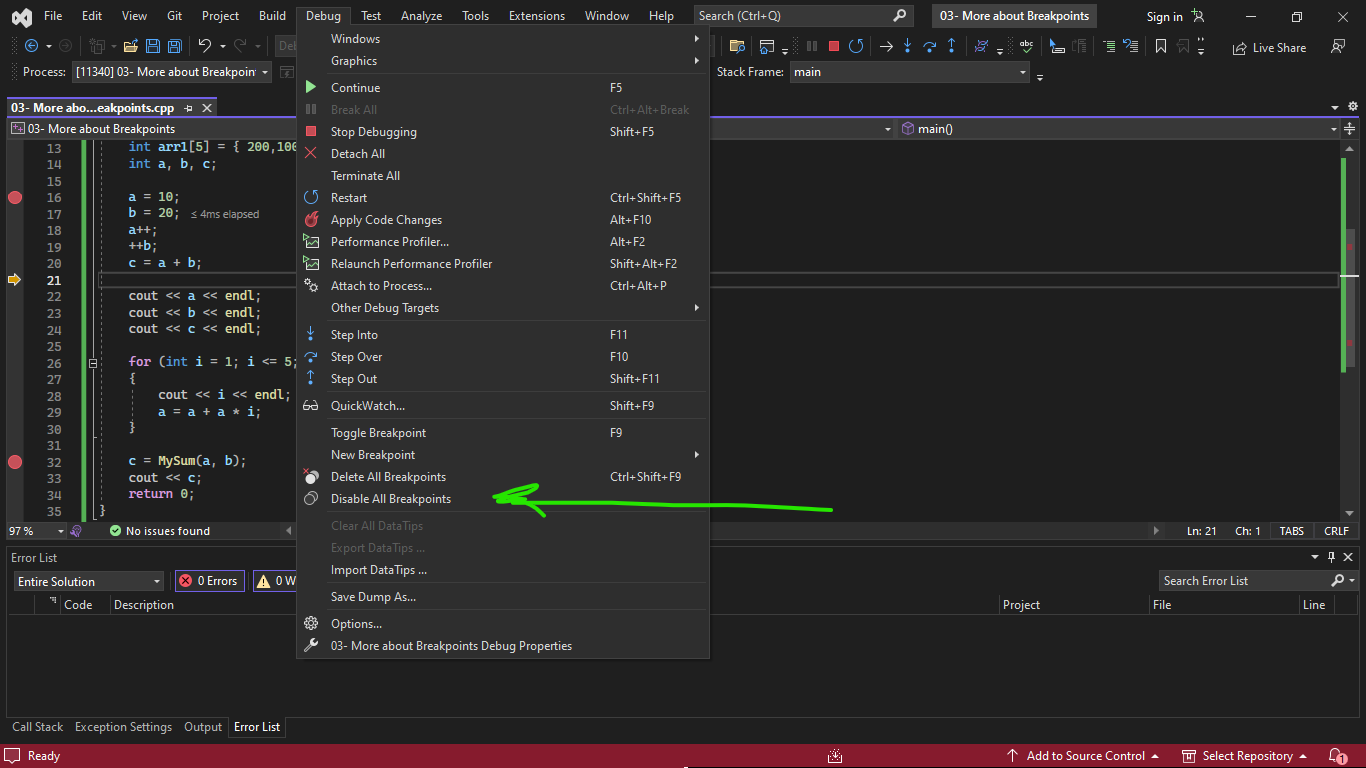 File Edit View Git Project Build Debug Test Analyze Tools Extensions Window Help Search (Ctrl+Q) 03- More about Breakpoints Sign in
Live Share
Process: [11340] 03- More about Breakpoin Stack Frame: main
03- More abo...eakpoints.cpp
03- More about Breakpoints main()
13 int arr1[5] = { 200,100
14 int a, b, c;
15
16 a = 10;
17 b = 20; ≤ 4ms elapsed
18 a++;
19 ++b;
20 c = a + b;
21
22 cout << a << endl;
23 cout << b << endl;
24 cout << c << endl;
25
26 for (int i = 1; i <= 5;
27 {
28 cout << i << endl;
29 a = a + a * i;
30 }
31
32 c = MySum(a, b);
33 cout << c;
34 return 0;
35 }
Windows
Graphics
Continue F5
Break All Ctrl+Alt+Break
Stop Debugging Shift+F5
Detach All
Terminate All
Restart Ctrl+Shift+F5
Apply Code Changes Alt+F10
Performance Profiler... Alt+F2
Relaunch Performance Profiler Shift+Alt+F2
Attach to Process... Ctrl+Alt+P
Other Debug Targets
Step Into F11
Step Over F10
Step Out Shift+F11
QuickWatch... Shift+F9
Toggle Breakpoint F9
New Breakpoint
Delete All Breakpoints Ctrl+Shift+F9
Disable All Breakpoints
Clear All DataTips
Export DataTips ...
Import DataTips ...
Save Dump As...
Options...
03- More about Breakpoints Debug Properties
97 % No issues found Ln: 21 Ch: 1 TABS CRLF
Error List
Entire Solution 0 Errors 0 W Search Error List
Code Description Project File Line
Call Stack Exception Settings Output Error List
Ready Add to Source Control Select Repository 1